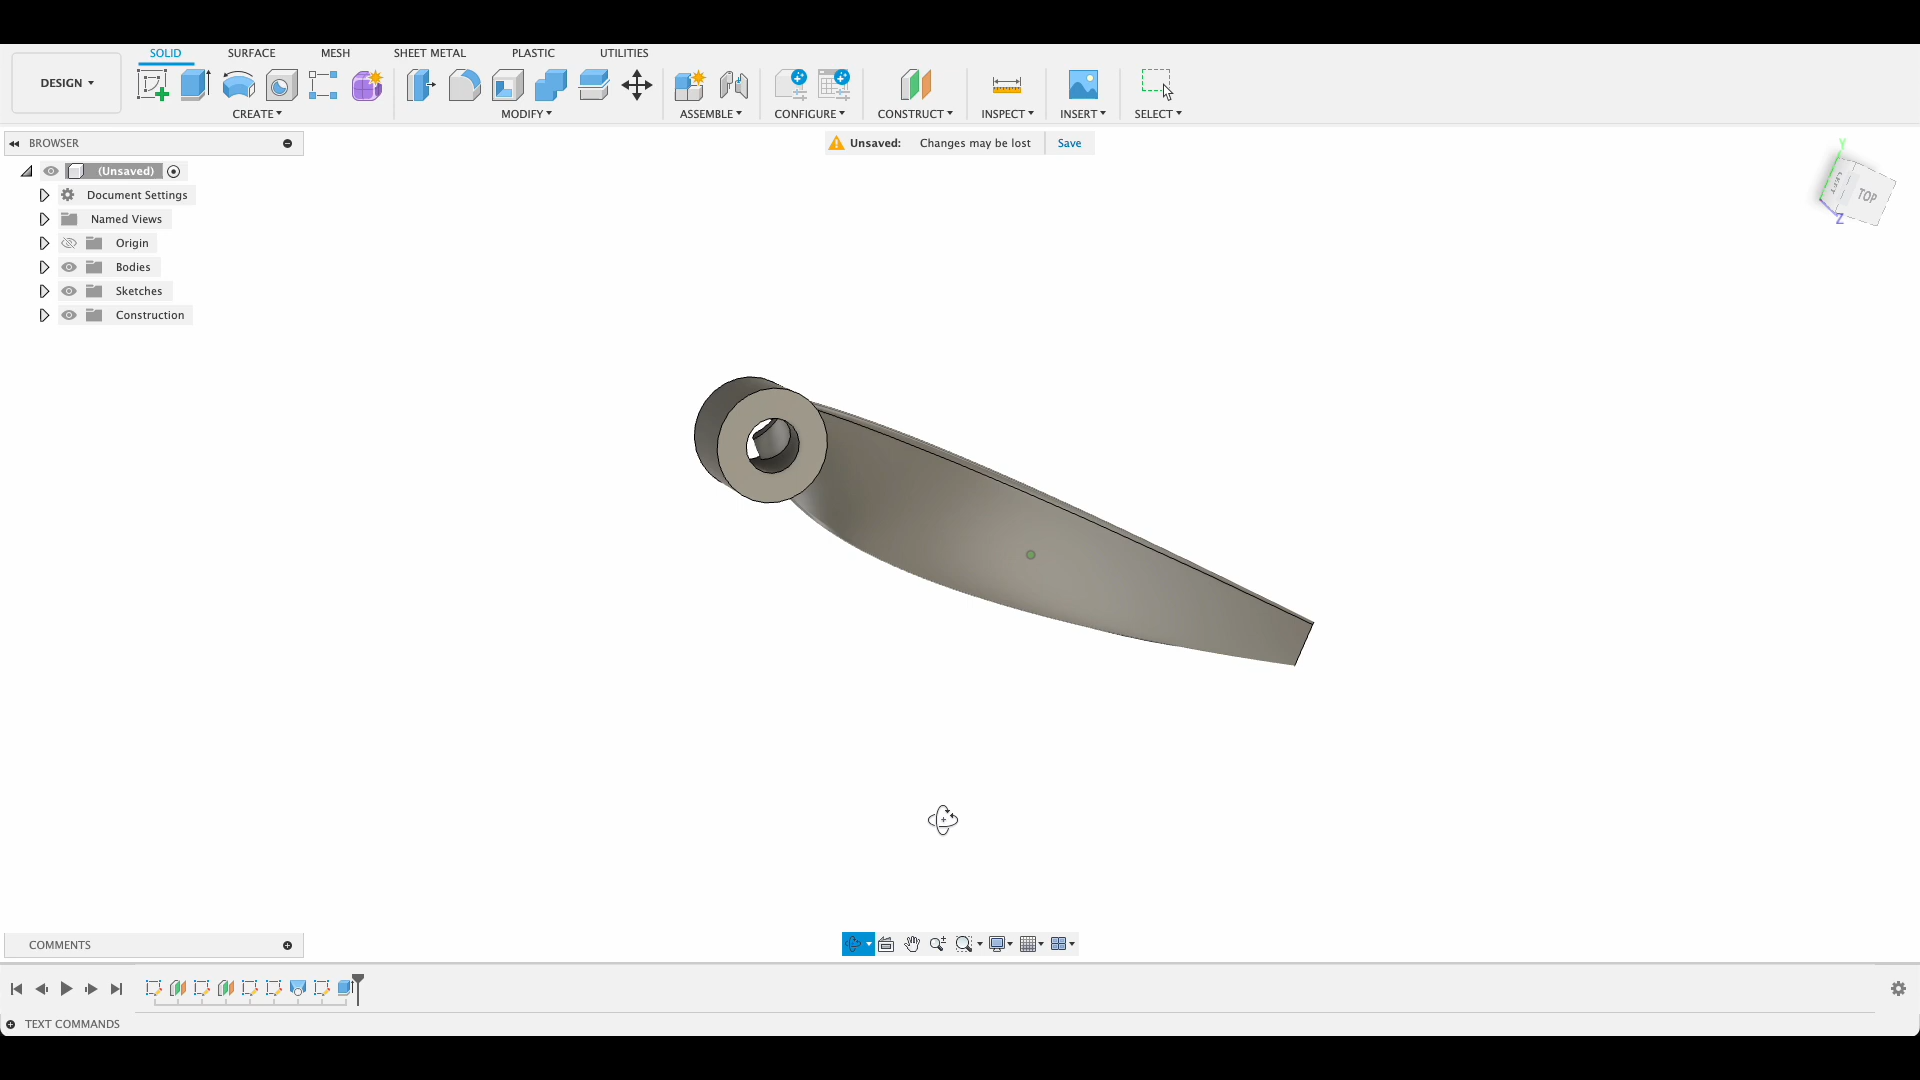 SOLID SURFACE MESH SHEET METAL PLASTIC UTILITIES
DESIGN
CREATE MODIFY ASSEMBLE CONFIGURE CONSTRUCT INSPECT INSERT SELECT
BROWSER
Unsaved: Changes may be lost Save
(Unsaved)
Document Settings
Named Views
Origin
Bodies
Sketches
Construction
Y
LEFT
TOP
Z
COMMENTS
TEXT COMMANDS